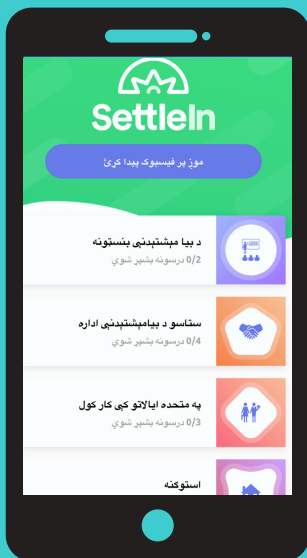 SettleIn
موږ پر فیسبوک پیدا کړئ
د بیا مېشتېدنې بنسټونه
0/2 درسونه بشپړ شوي
ستاسو د بیامېشتېدنې اداره
0/4 درسونه بشپړ شوي
په متحده ایالاتو کې کار کول
0/3 درسونه بشپړ شوي
استوګنه